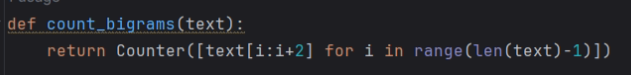 def count_bigrams(text):
    return Counter([text[i:i+2] for i in range(len(text)-1)])